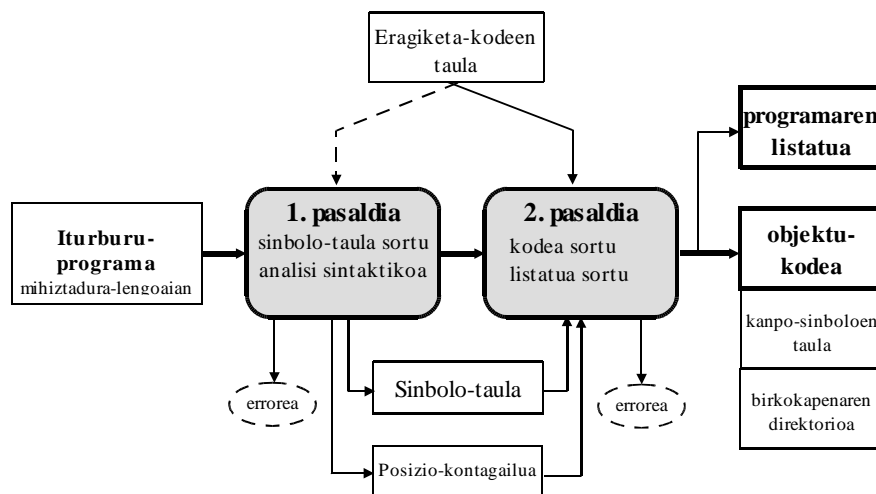 Eragiketa-kodeen
taula
programaren
listatua
1. pasaldia
sinbolo-taula sortu
analisi sintaktikoa
2. pasaldia
kodea sortu
listatua sortu
Iturburu-
programa
mihiztadura-lengoaian
objektu-
kodea
kanpo-sinboloen
taula
birkokapenaren
direktorioa
errorea
Sinbolo-taula
errorea
Posizio-kontagailua